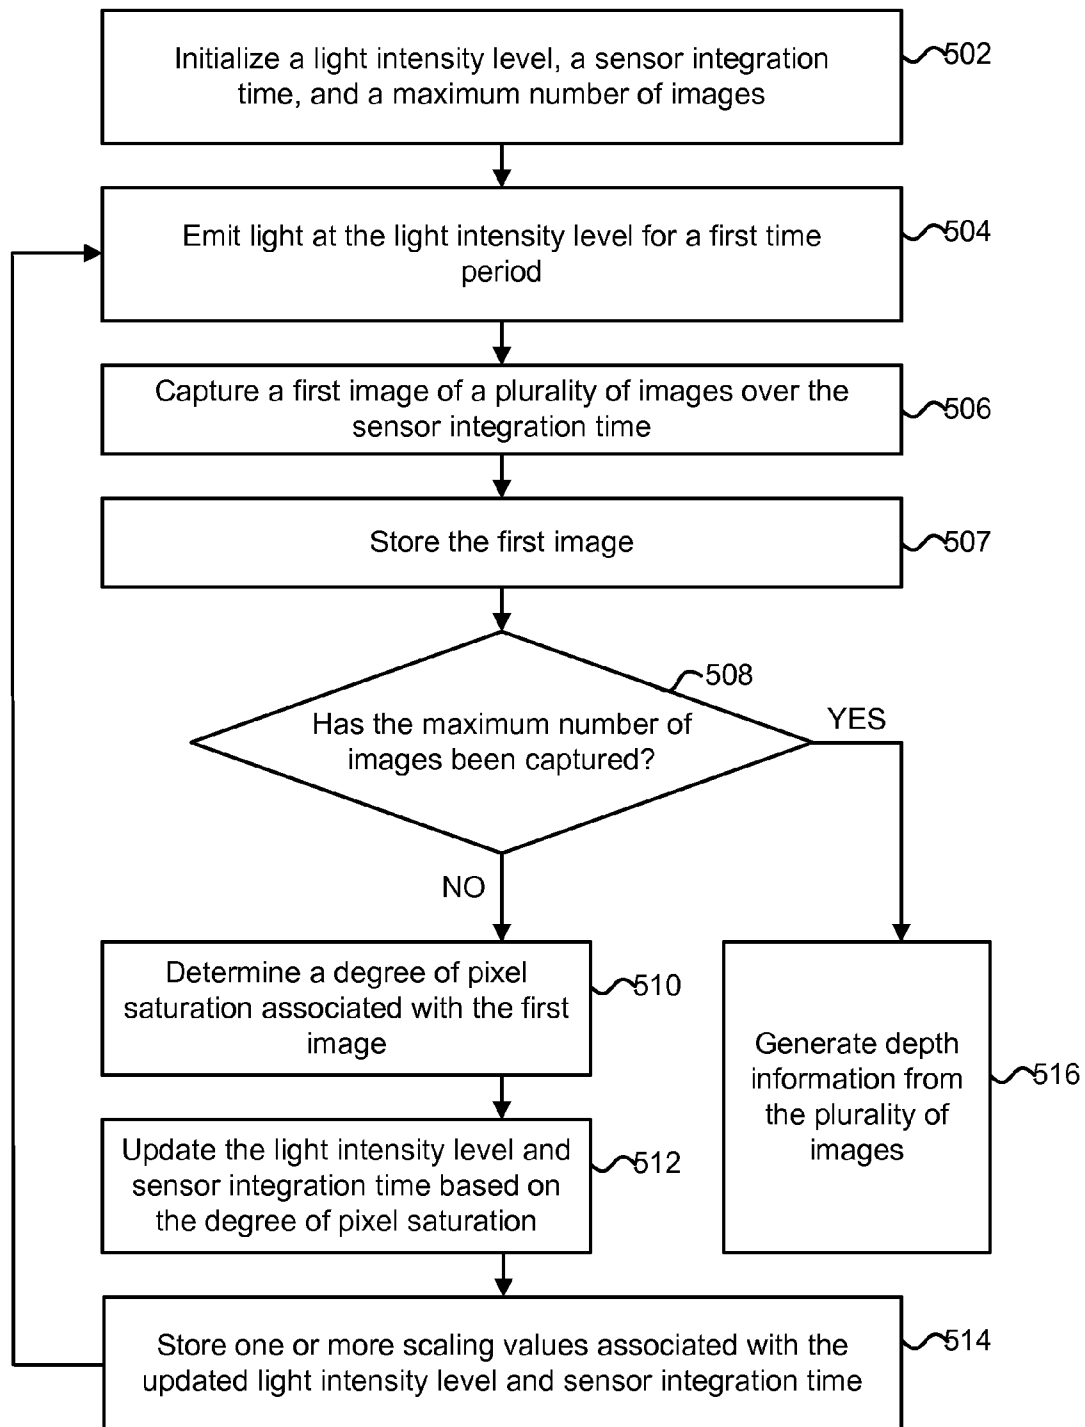 Initialize a light intensity level, a sensor integration
time, and a maximum number of images
502
Emit light at the light intensity level for a first time
period
504
Capture a first image of a plurality of images over the
sensor integration time
506
Store the first image
507
508
Has the maximum number of
images been captured?
YES
NO
Determine a degree of pixel
saturation associated with the first
image
510
Generate depth
information from
the plurality of
images
516
Update the light intensity level and
sensor integration time based on
the degree of pixel saturation
512
Store one or more scaling values associated with the
updated light intensity level and sensor integration time
514